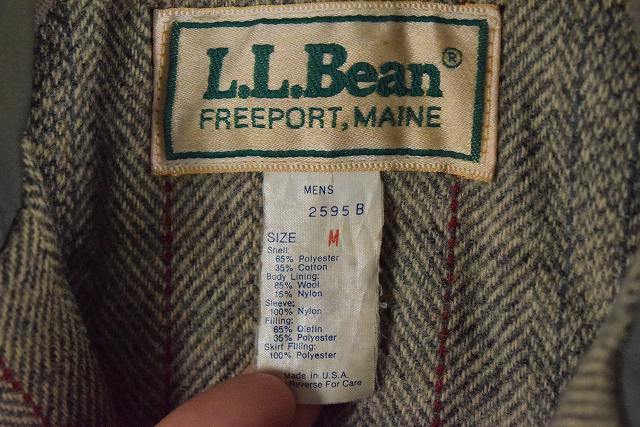 L.L.Bean®
FREEPORT, MAINE
MENS
2595 B
SIZE M
Shell:
65% Polyester
35% Cotton
Body Lining:
85% Wool
15% Nylon
Sleeve:
100% Nylon
Filling:
65% Olefin
35% Polyester
Skirt Filling:
100% Polyester
Made in U.S.A.
Reverse For Care